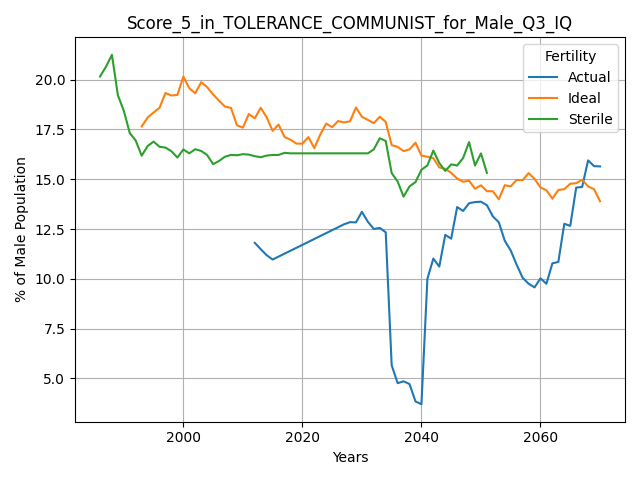 Score_5_in_TOLERANCE_COMMUNIST_for_Male_Q3_IQ
% of Male Population
20.0
17.5
15.0
12.5
10.0
7.5
5.0
Fertility
Actual
Ideal
Sterile
2000
2020
2040
2060
Years